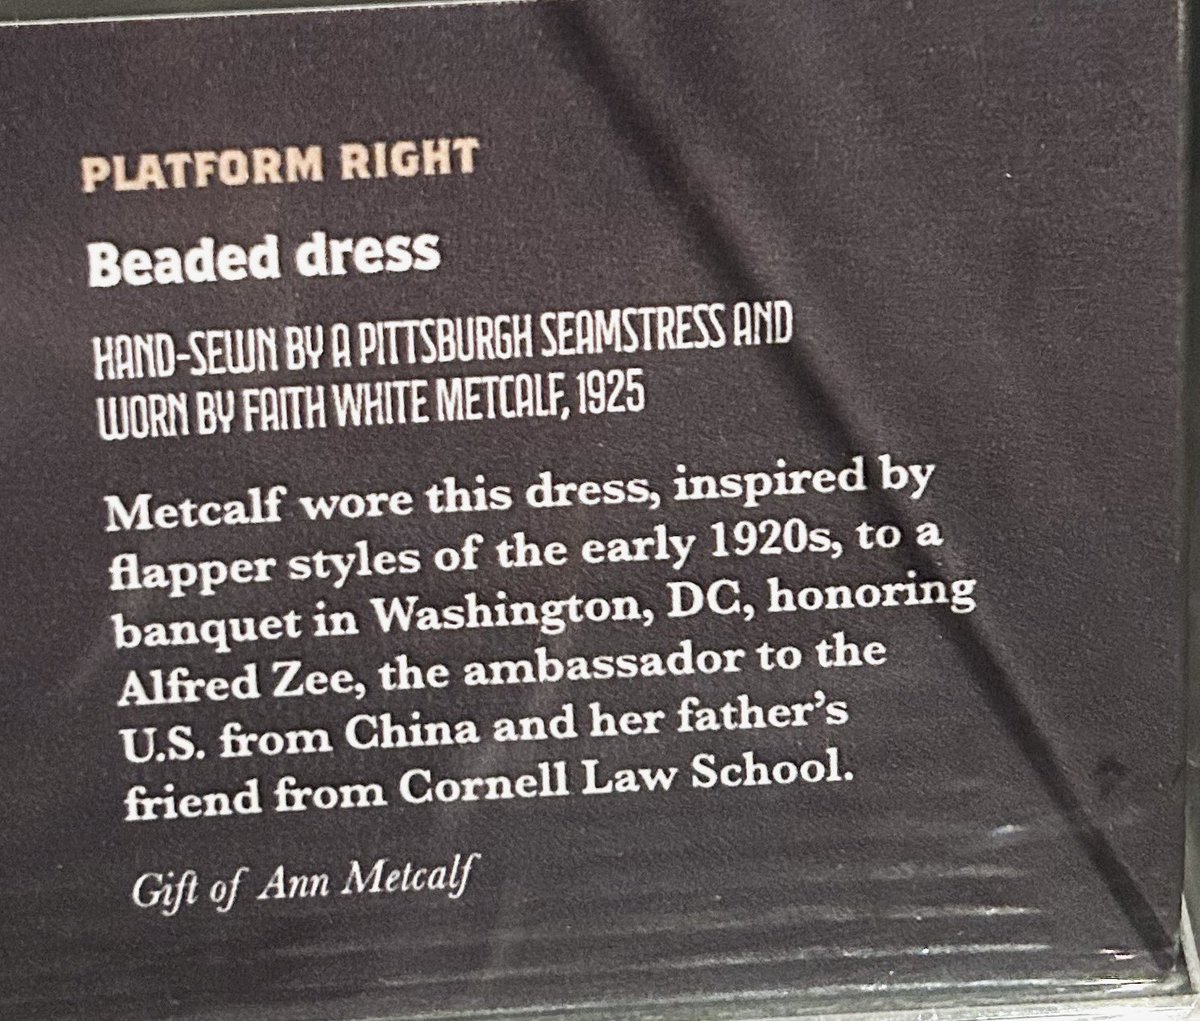 PLATFORM RIGHT
Beaded dress
HAND-SEWN BY A PITTSBURGH SEAMSTRESS AND
WORN BY FAITH WHITE METCALF, 1925
Metcalf wore this dress, inspired by
flapper styles of the early 1920s, to a
banquet in Washington, DC, honoring
Alfred Zee, the ambassador to the
U.S. from China and her father’s
friend from Cornell Law School.
Gift of Ann Metcalf